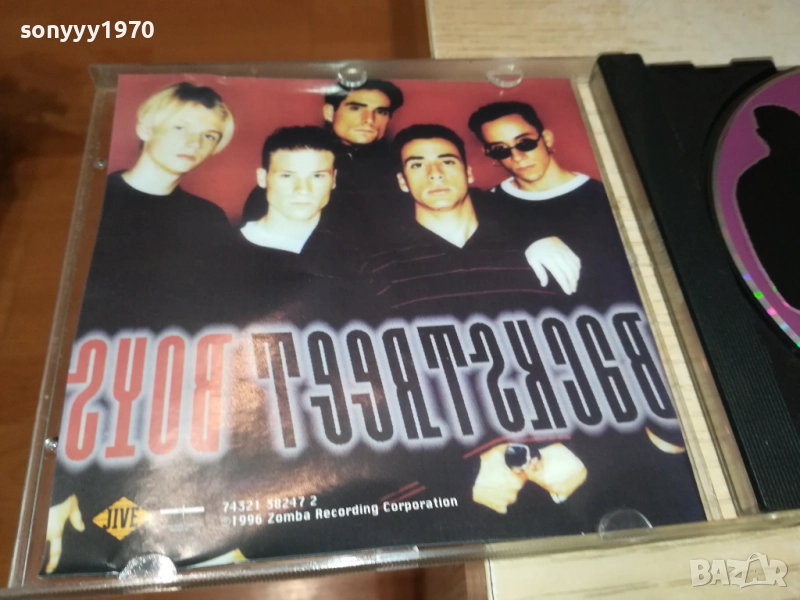 sonyyy1970
BACKSTREET BOYS
JIVE
74321 38247 2
©1996 Zomba Recording Corporation
BAZAR